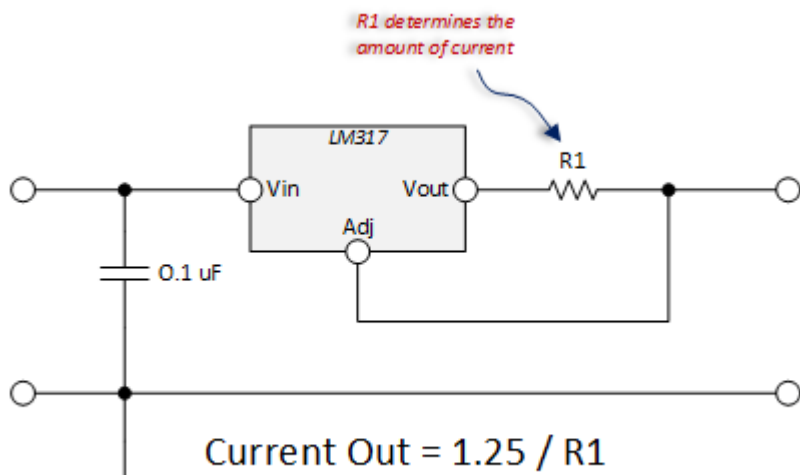 R1 determines the
amount of current
LM317
R1
Vin
Vout
Adj
0.1 uF
Current Out = 1.25 / R1